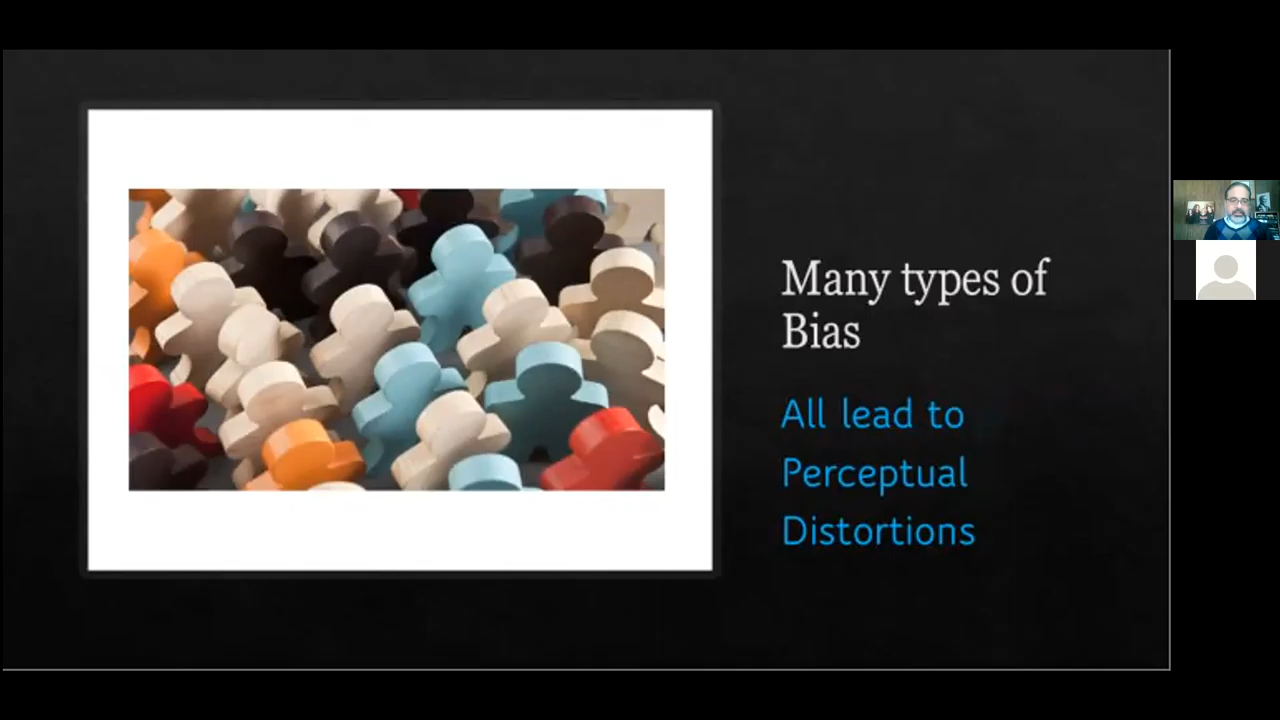 Many types of
Bias
All lead to
Perceptual
Distortions